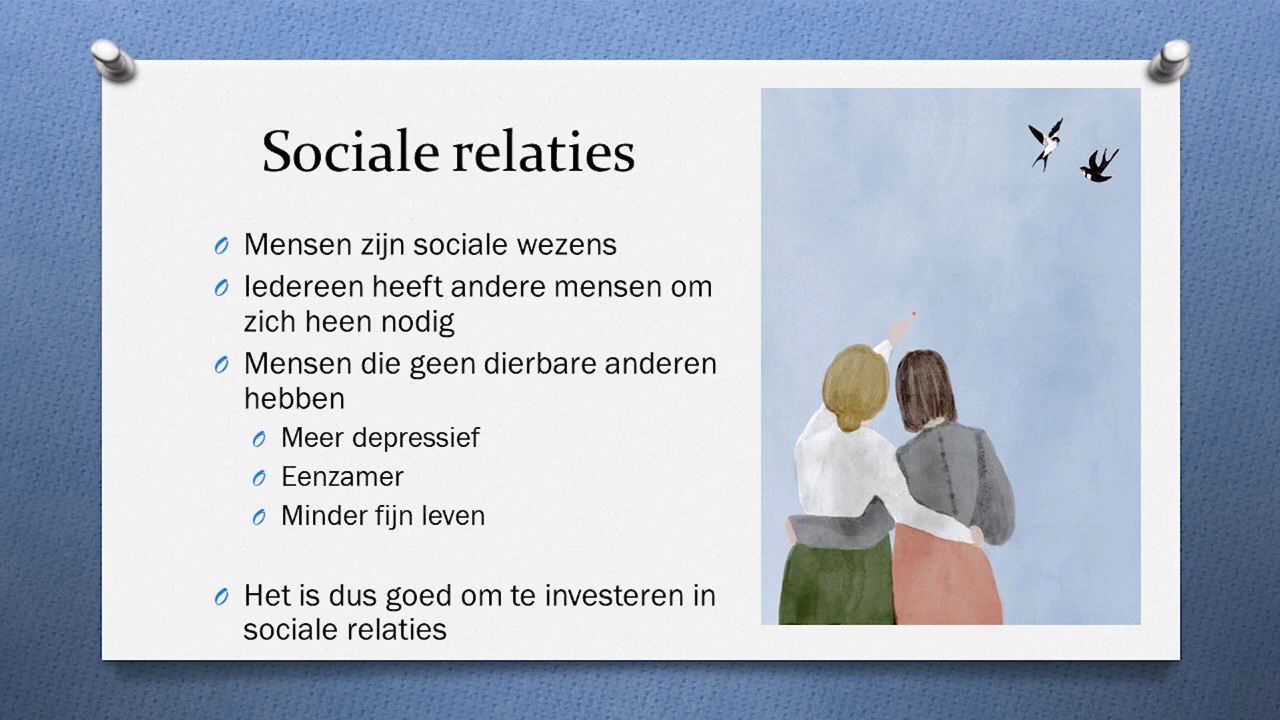 Sociale relaties
Mensen zijn sociale wezens
Iedereen heeft andere mensen om
zich heen nodig
Mensen die geen dierbare anderen
hebben
Meer depressief
Eenzamer
Minder fijn leven
Het is dus goed om te investeren in
sociale relaties